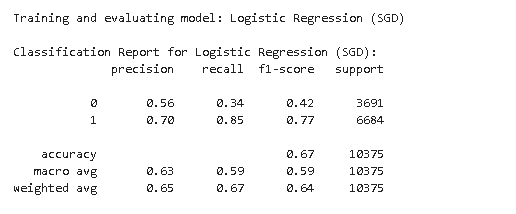 Training and evaluating model: Logistic Regression (SGD)
Classification Report for Logistic Regression (SGD):
precision recall f1-score support
0 0.56 0.34 0.42 3691
1 0.70 0.85 0.77 6684
accuracy 0.67 10375
macro avg 0.63 0.59 0.59 10375
weighted avg 0.65 0.67 0.64 10375